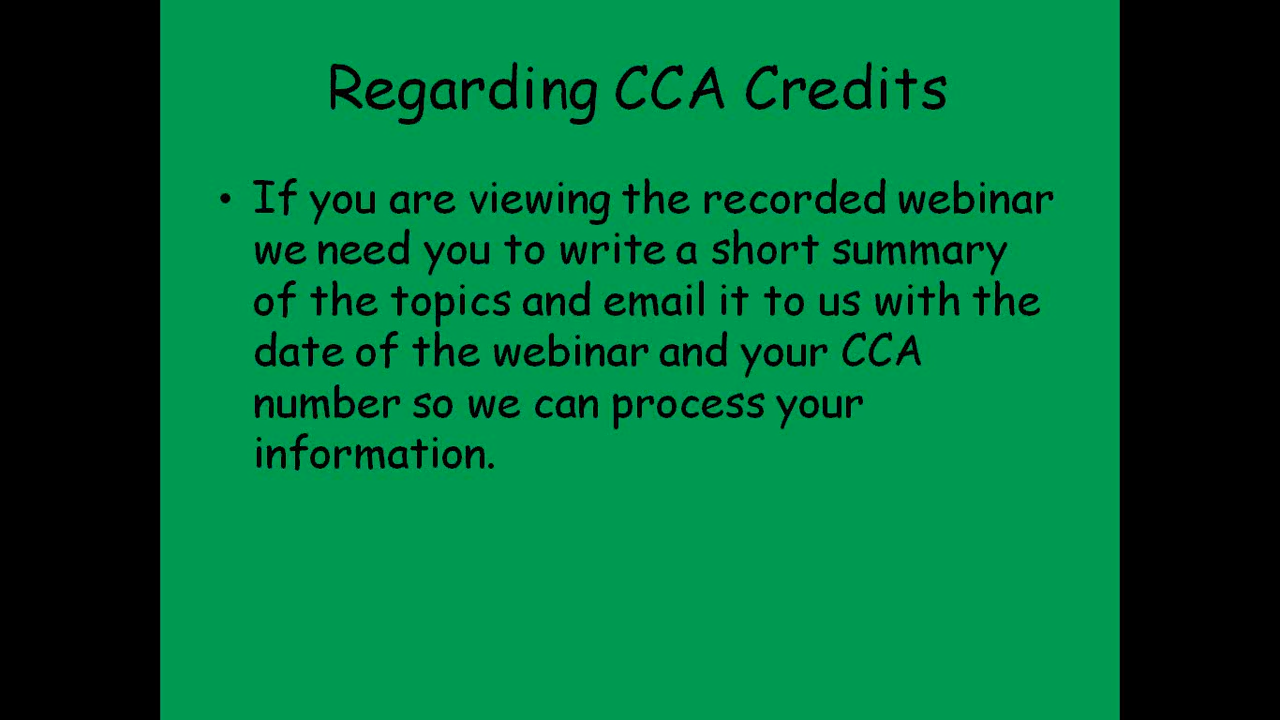 Regarding CCA Credits
• If you are viewing the recorded webinar
we need you to write a short summary
of the topics and email it to us with the
date of the webinar and your CCA
number so we can process your
information.